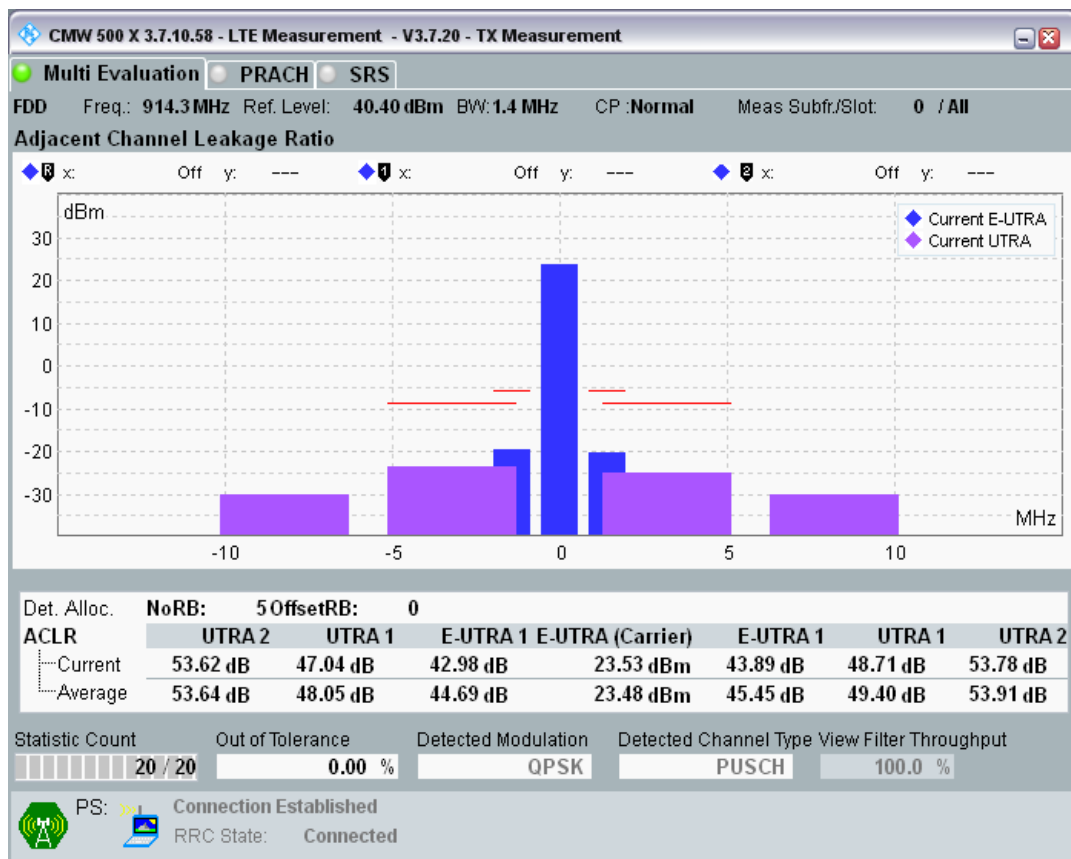 CMW 500 X 3.7.10.58 - LTE Measurement - V3.7.20 - TX Measurement
Multi Evaluation PRACH SRS
FDD Freq.: 914.3 MHz Ref. Level: 40.40 dBm BW: 1.4 MHz CP :Normal Meas Subfr./Slot: 0 / All
Adjacent Channel Leakage Ratio
R x: Off y: --- 1 x: Off y: --- 2 x: Off y: ---
dBm
Current E-UTRA
Current UTRA
30
20
10
0
-10
-20
-30
MHz
-10 -5 0 5 10
Det. Alloc. NoRB: 5 OffsetRB: 0
ACLR UTRA 2 UTRA 1 E-UTRA 1 E-UTRA (Carrier) E-UTRA 1 UTRA 1 UTRA 2
Current 53.62 dB 47.04 dB 42.98 dB 23.53 dBm 43.89 dB 48.71 dB 53.78 dB
Average 53.64 dB 48.05 dB 44.69 dB 23.48 dBm 45.45 dB 49.40 dB 53.91 dB
Statistic Count Out of Tolerance Detected Modulation Detected Channel Type View Filter Throughput
20 / 20 0.00 % QPSK PUSCH 100.0 %
PS: Connection Established
RRC State: Connected